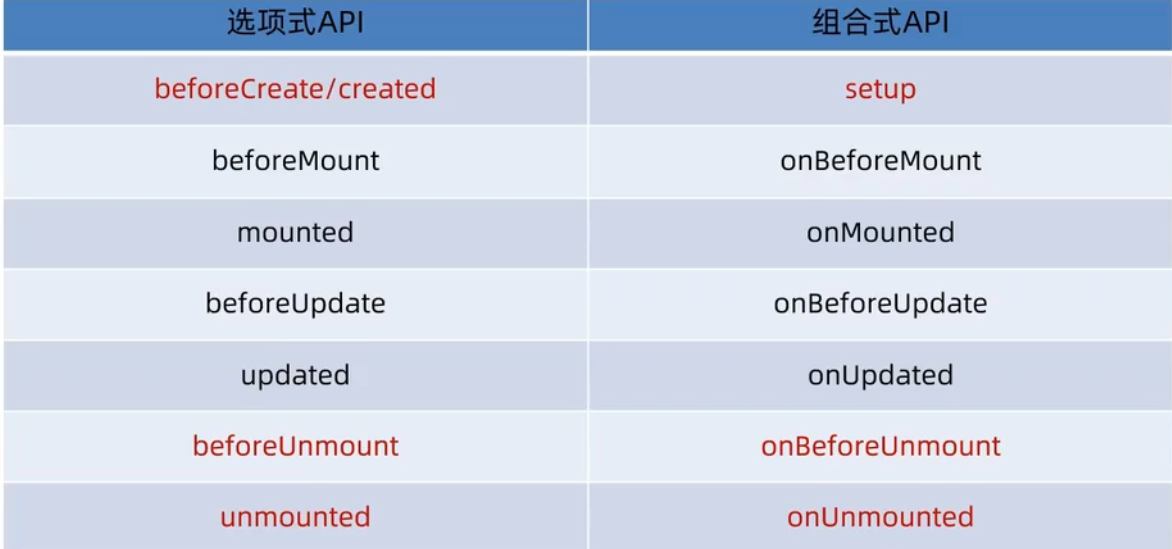 选项式API 组合式API
beforeCreate/created setup
beforeMount onBeforeMount
mounted onMounted
beforeUpdate onBeforeUpdate
updated onUpdated
beforeUnmount onBeforeUnmount
unmounted onUnmounted